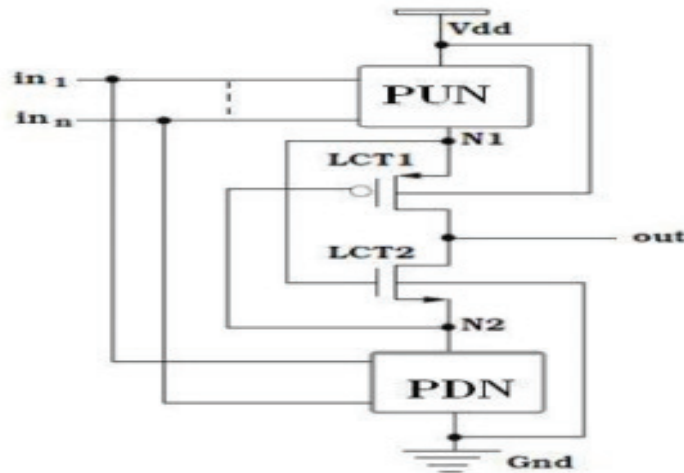 Vdd
in 1
PUN
in n
N1
LCT1
out
LCT2
N2
PDN
Gnd